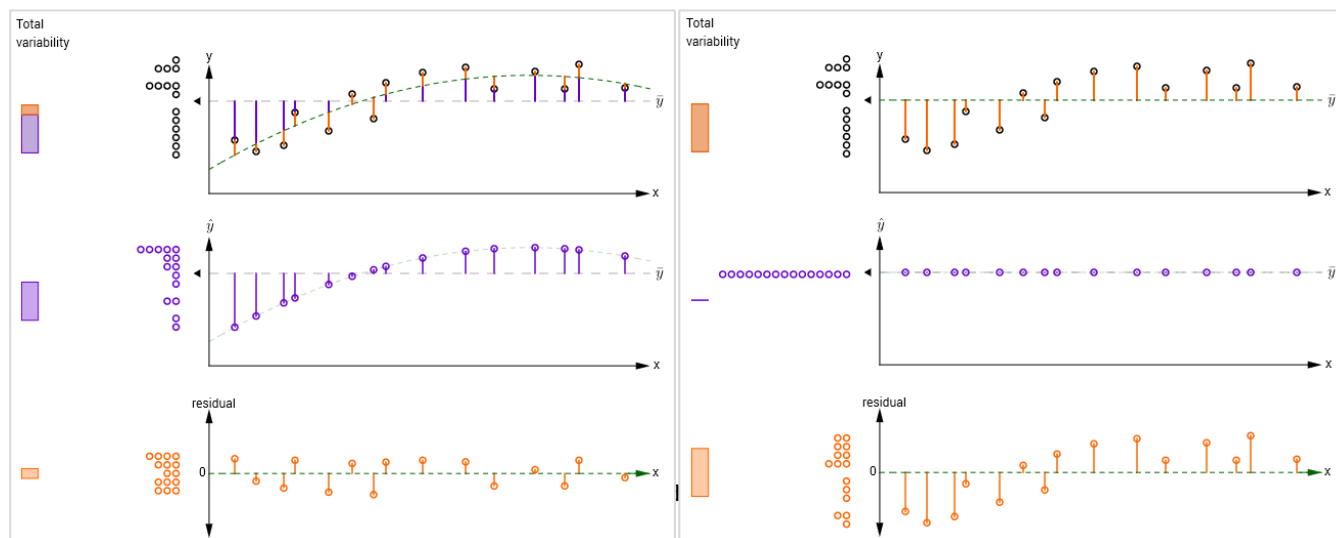 Total
variability
y
ȳ
x
ŷ
ȳ
x
residual
0
x
Total
variability
y
ȳ
x
ŷ
ȳ
x
residual
0
x